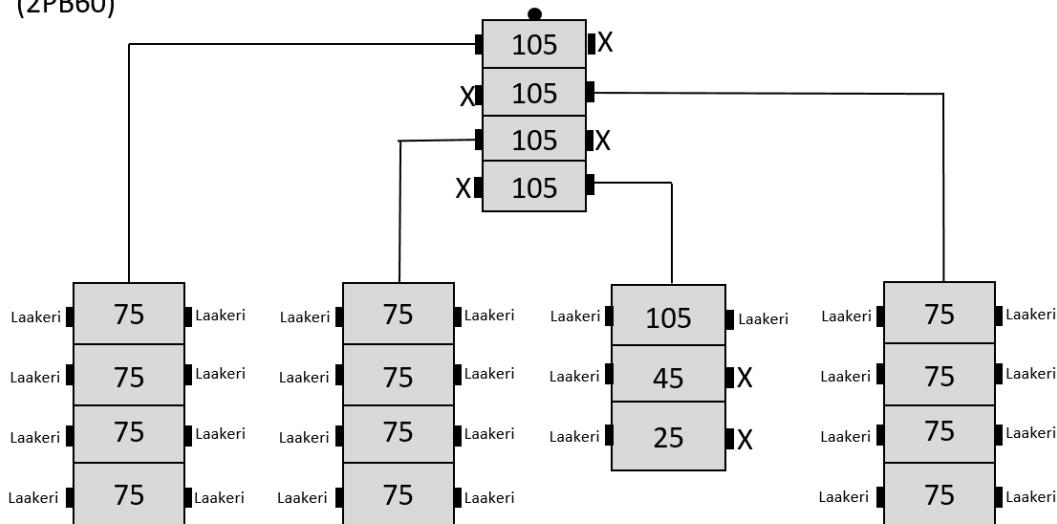 (2PB60)
105 X
X 105
105 X
X 105
Laakeri 75 Laakeri Laakeri 75 Laakeri Laakeri 105 Laakeri Laakeri 75 Laakeri
Laakeri 75 Laakeri Laakeri 75 Laakeri Laakeri 45 X Laakeri 75 Laakeri
Laakeri 75 Laakeri Laakeri 75 Laakeri Laakeri 25 X Laakeri 75 Laakeri
Laakeri 75 Laakeri Laakeri 75 Laakeri Laakeri 75 Laakeri